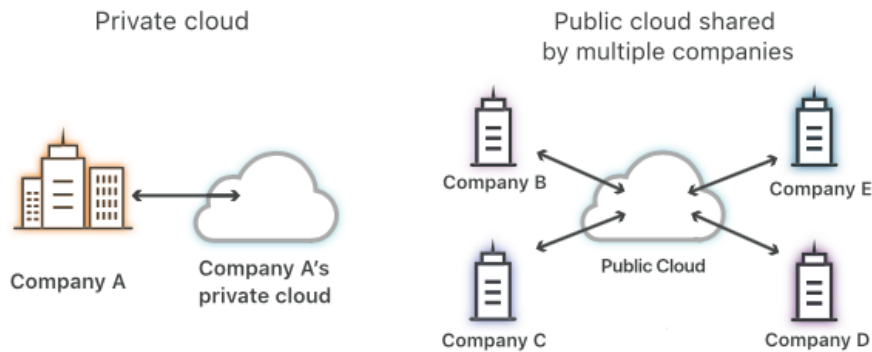 Private cloud
Company A
Company A's
private cloud
Public cloud shared
by multiple companies
Company B
Company E
Public Cloud
Company C
Company D